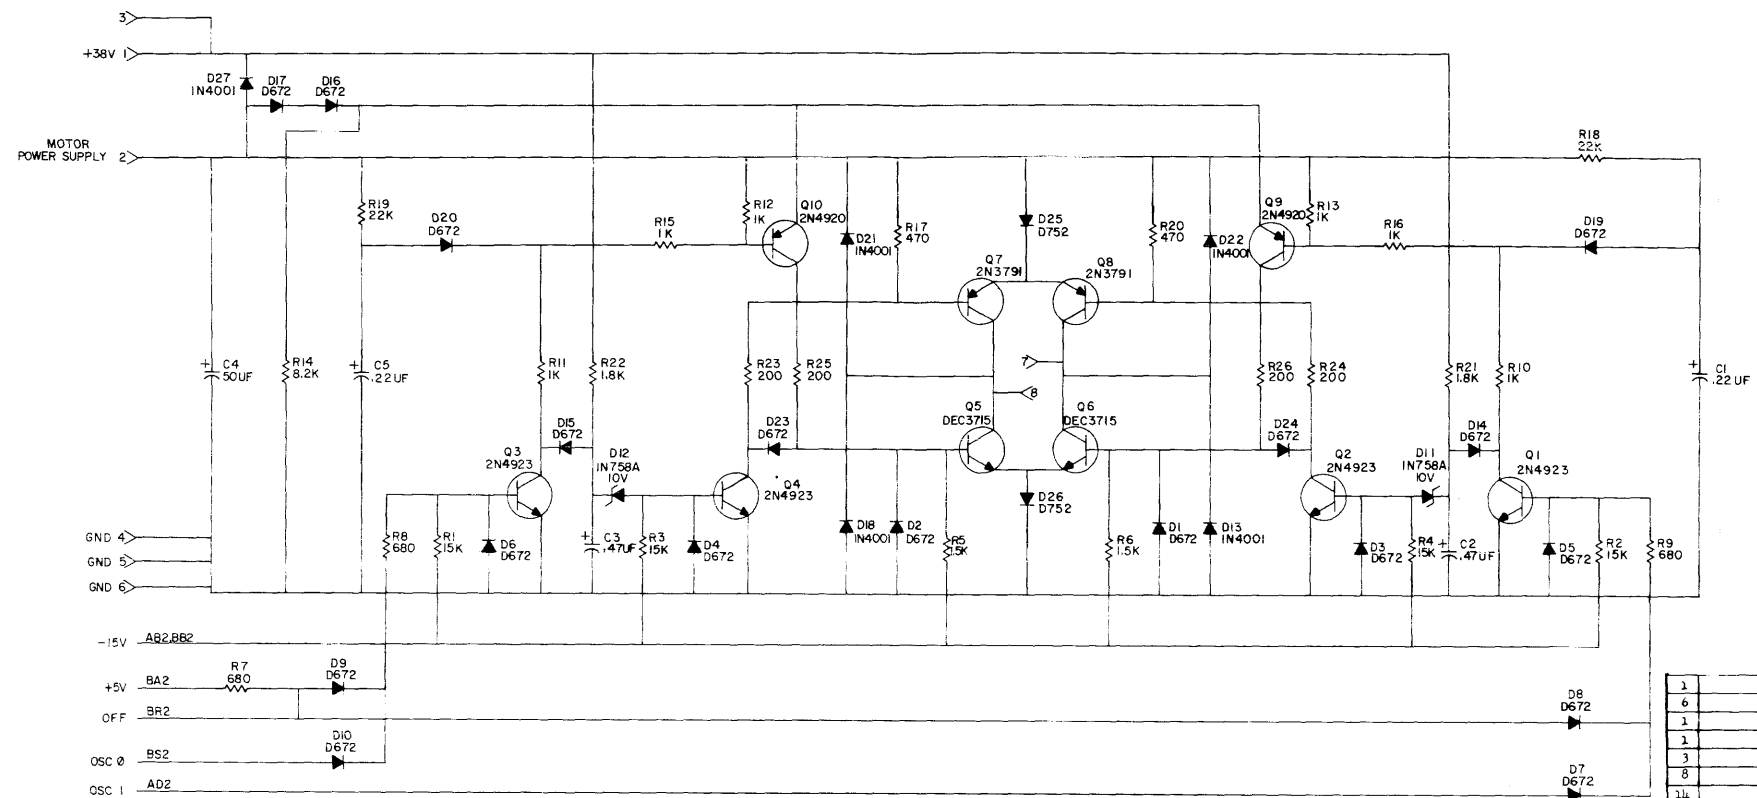 3
+38V 1
D27
1N4001
D17
D672
D16
D672
MOTOR
POWER SUPPLY 2
R18
22K
R19
22K
D20
D672
R15
1K
R12
1K
Q10
2N4920
D21
1N4001
R17
470
D25
D752
R20
470
D22
1N4001
Q9
2N4920
R13
1K
R16
1K
D19
D672
Q7
2N3791
Q8
2N3791
+ C4
50UF
R14
8.2K
+ C5
.22UF
R11
1K
R22
1.8K
R23
200
R25
200
7
8
R26
200
R24
200
R21
1.8K
R10
1K
+ C1
.22UF
Q3
2N4923
D15
D672
D12
1N758A
10V
D23
D672
Q4
2N4923
Q5
DEC3715
Q6
DEC3715
D24
D672
Q2
2N4923
D11
1N758A
10V
D14
D672
Q1
2N4923
D26
D752
GND 4
GND 5
GND 6
R8
680
R1
15K
D6
D672
+ C3
.47UF
R3
15K
D4
D672
D18
1N4001
D2
D672
R5
1.5K
R6
1.5K
D1
D672
D13
1N4001
D3
D672
R4
15K
+ C2
.47UF
D5
D672
R2
15K
R9
680
-15V AB2,BB2
+5V BA2
R7
680
D9
D672
OFF BR2
D8
D672
OSC 0 BS2
D10
D672
OSC 1 AD2
D7
D672
1
6
1
1
3
8
14